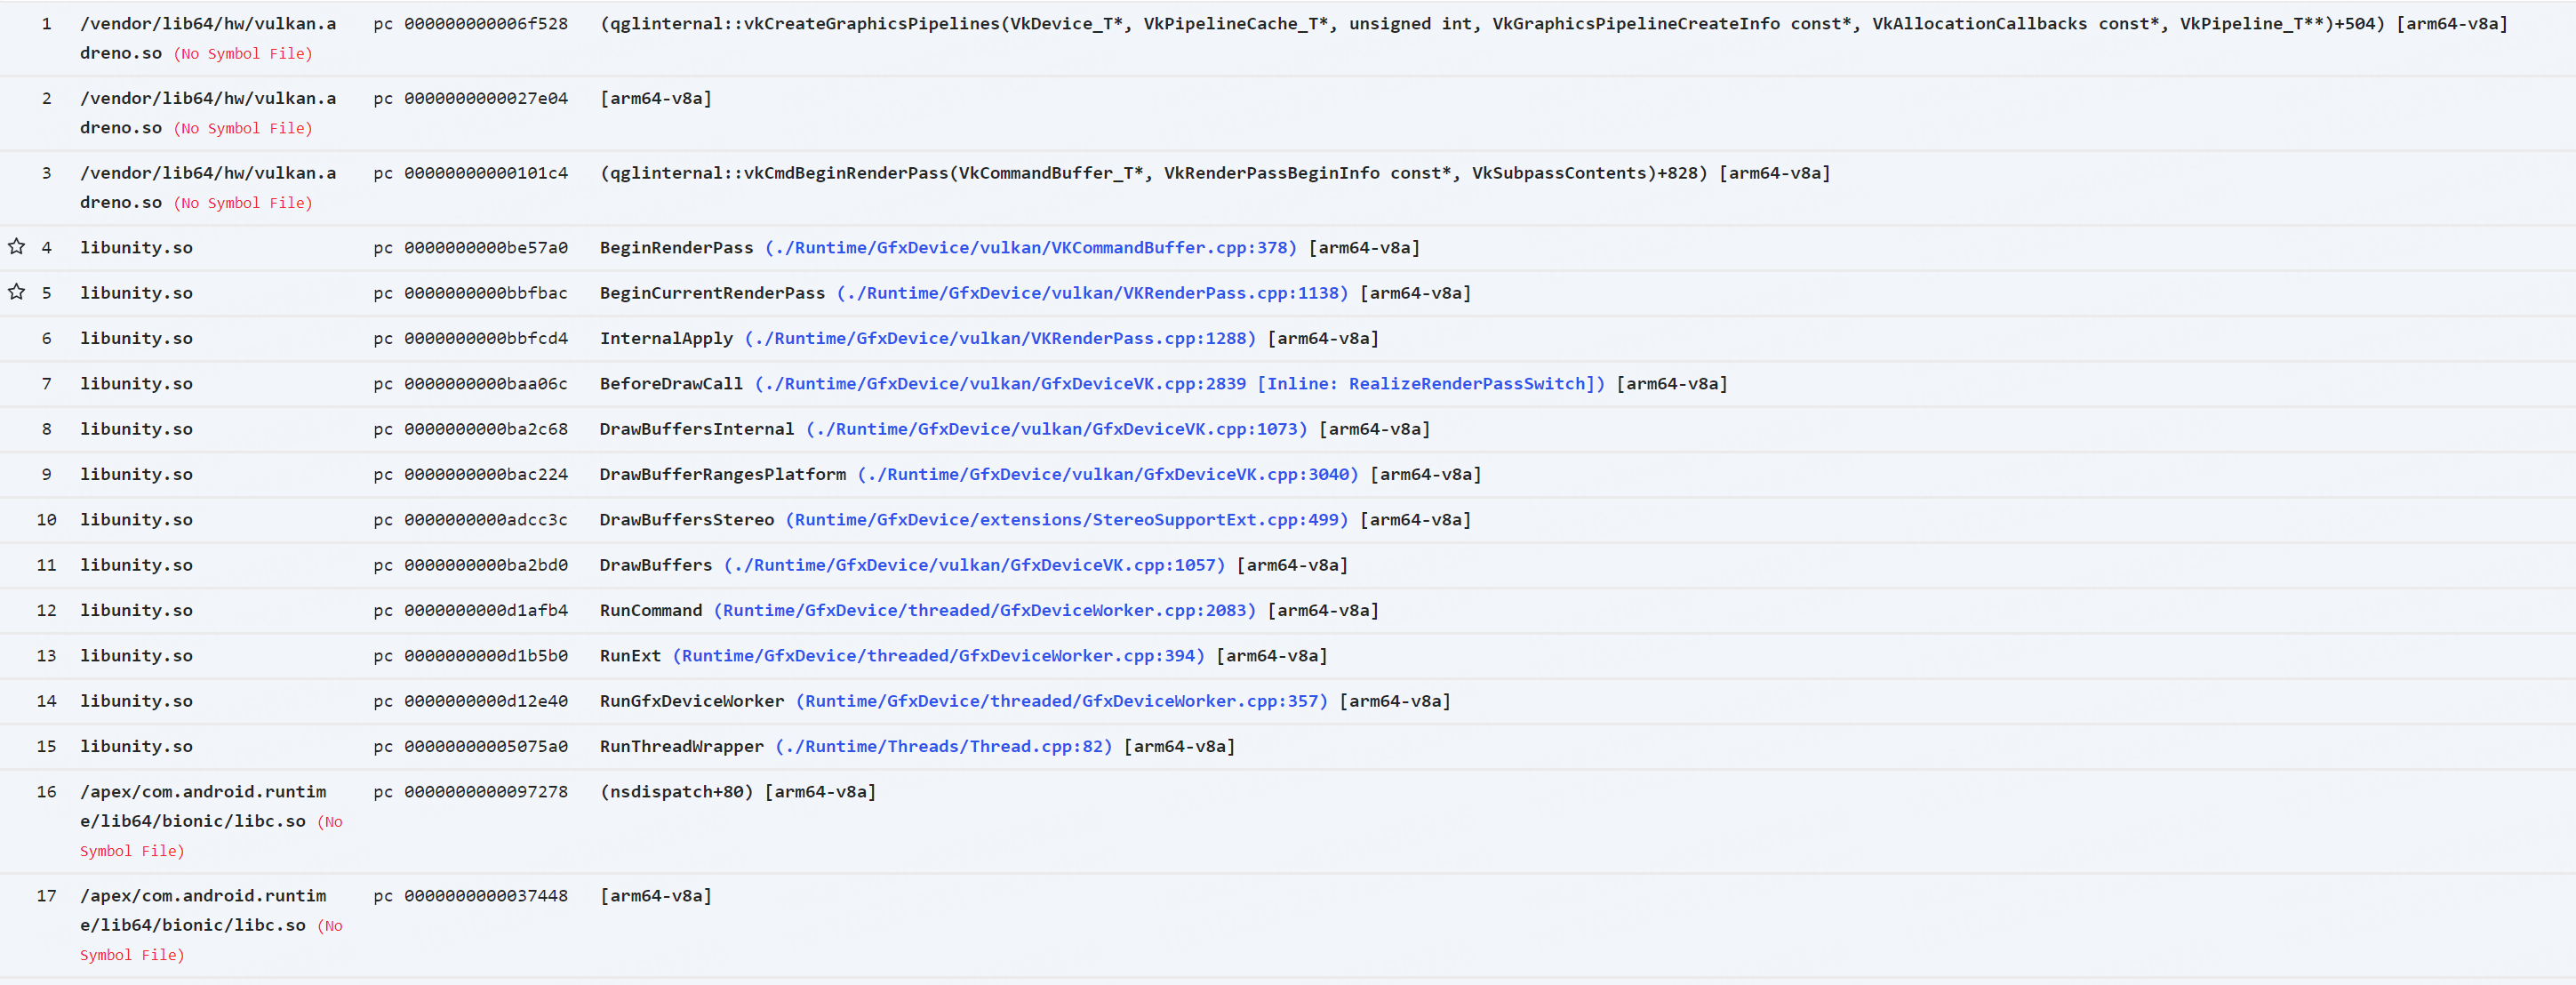 1 /vendor/lib64/hw/vulkan.a pc 000000000006f528 (qglinternal::vkCreateGraphicsPipelines(VkDevice_T*, VkPipelineCache_T*, unsigned int, VkGraphicsPipelineCreateInfo const*, VkAllocationCallbacks const*, VkPipeline_T**)+504) [arm64-v8a]
dreno.so (No Symbol File)
2 /vendor/lib64/hw/vulkan.a pc 0000000000027e04 [arm64-v8a]
dreno.so (No Symbol File)
3 /vendor/lib64/hw/vulkan.a pc 00000000000101c4 (qglinternal::vkCmdBeginRenderPass(VkCommandBuffer_T*, VkRenderPassBeginInfo const*, VkSubpassContents)+828) [arm64-v8a]
dreno.so (No Symbol File)
4 libunity.so pc 0000000000be57a0 BeginRenderPass (./Runtime/GfxDevice/vulkan/VKCommandBuffer.cpp:378) [arm64-v8a]
5 libunity.so pc 0000000000bbfbac BeginCurrentRenderPass (./Runtime/GfxDevice/vulkan/VKRenderPass.cpp:1138) [arm64-v8a]
6 libunity.so pc 0000000000bbfcd4 InternalApply (./Runtime/GfxDevice/vulkan/VKRenderPass.cpp:1288) [arm64-v8a]
7 libunity.so pc 0000000000baa06c BeforeDrawCall (./Runtime/GfxDevice/vulkan/GfxDeviceVK.cpp:2839 [Inline: RealizeRenderPassSwitch]) [arm64-v8a]
8 libunity.so pc 0000000000ba2c68 DrawBuffersInternal (./Runtime/GfxDevice/vulkan/GfxDeviceVK.cpp:1073) [arm64-v8a]
9 libunity.so pc 0000000000bac224 DrawBufferRangesPlatform (./Runtime/GfxDevice/vulkan/GfxDeviceVK.cpp:3040) [arm64-v8a]
10 libunity.so pc 0000000000adcc3c DrawBuffersStereo (Runtime/GfxDevice/extensions/StereoSupportExt.cpp:499) [arm64-v8a]
11 libunity.so pc 0000000000ba2bd0 DrawBuffers (./Runtime/GfxDevice/vulkan/GfxDeviceVK.cpp:1057) [arm64-v8a]
12 libunity.so pc 0000000000d1afb4 RunCommand (Runtime/GfxDevice/threaded/GfxDeviceWorker.cpp:2083) [arm64-v8a]
13 libunity.so pc 0000000000d1b5b0 RunExt (Runtime/GfxDevice/threaded/GfxDeviceWorker.cpp:394) [arm64-v8a]
14 libunity.so pc 0000000000d12e40 RunGfxDeviceWorker (Runtime/GfxDevice/threaded/GfxDeviceWorker.cpp:357) [arm64-v8a]
15 libunity.so pc 00000000005075a0 RunThreadWrapper (./Runtime/Threads/Thread.cpp:82) [arm64-v8a]
16 /apex/com.android.runtim pc 0000000000097278 (nsdispatch+80) [arm64-v8a]
e/lib64/bionic/libc.so (No
Symbol File)
17 /apex/com.android.runtim pc 0000000000037448 [arm64-v8a]
e/lib64/bionic/libc.so (No
Symbol File)